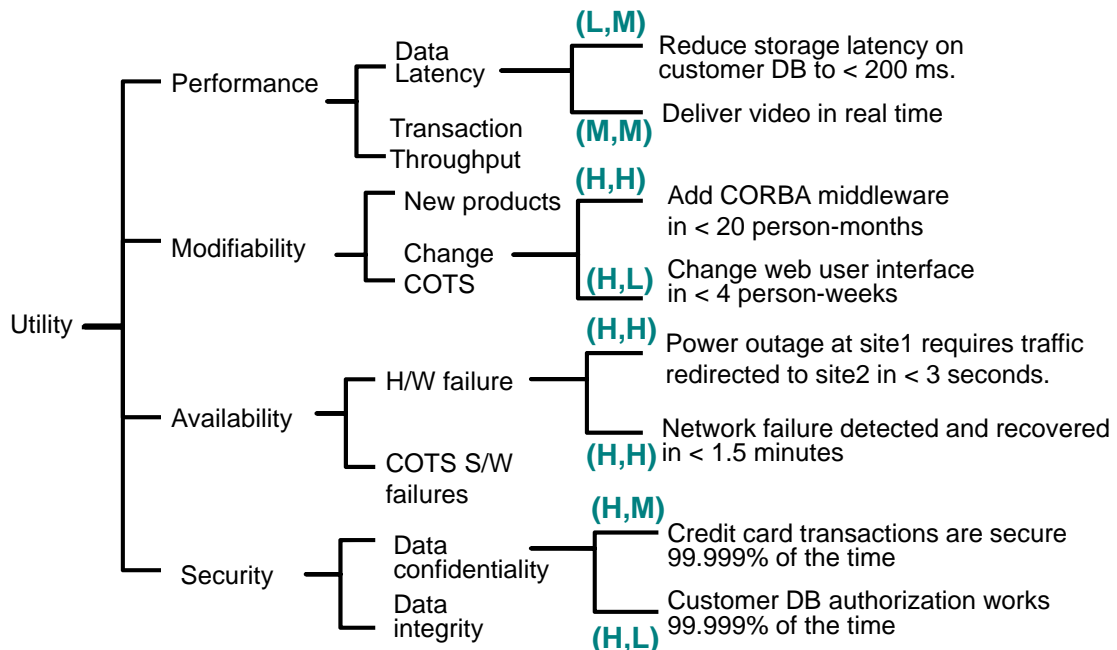 Utility
Performance
Data
Latency
(L,M)
Reduce storage latency on
customer DB to < 200 ms.
Deliver video in real time
(M,M)
Transaction
Throughput
Modifiability
New products
Change
COTS
(H,H)
Add CORBA middleware
in < 20 person-months
(H,L)
Change web user interface
in < 4 person-weeks
Availability
H/W failure
(H,H)
Power outage at site1 requires traffic
redirected to site2 in < 3 seconds.
Network failure detected and recovered
in < 1.5 minutes
(H,H)
COTS S/W
failures
Security
Data
confidentiality
(H,M)
Credit card transactions are secure
99.999% of the time
Customer DB authorization works
99.999% of the time
(H,L)
Data
integrity